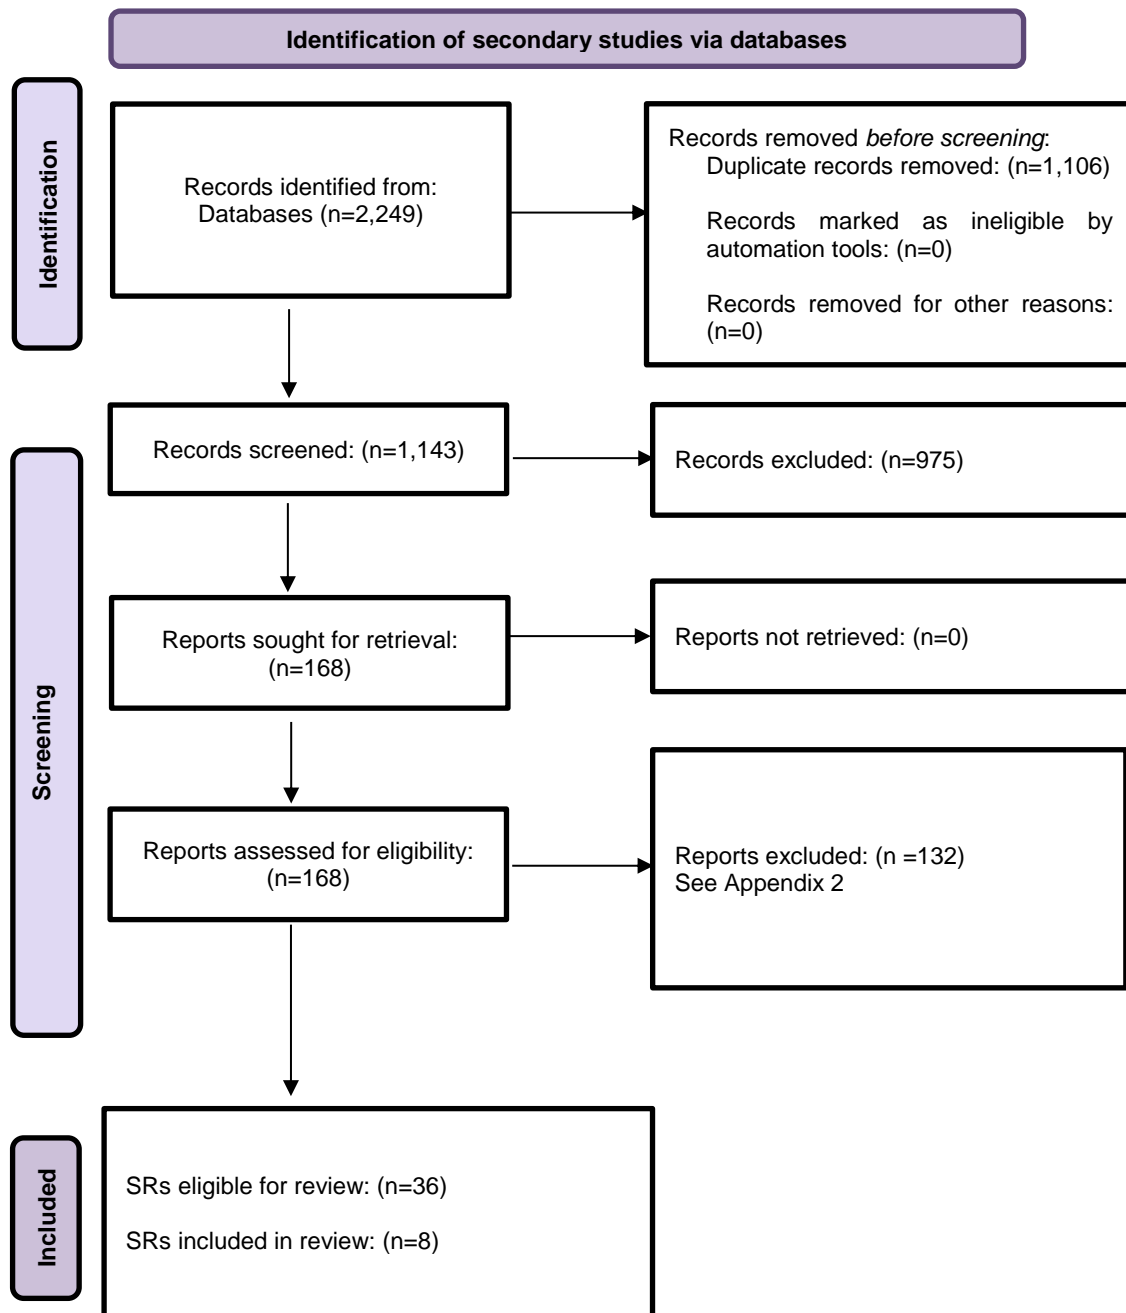 Identification of secondary studies via databases
Identification
Records identified from:
Databases (n=2,249)
Records removed before screening:
Duplicate records removed: (n=1,106)
Records marked as ineligible by
automation tools: (n=0)
Records removed for other reasons:
(n=0)
Screening
Records screened: (n=1,143)
Records excluded: (n=975)
Reports sought for retrieval:
(n=168)
Reports not retrieved: (n=0)
Reports assessed for eligibility:
(n=168)
Reports excluded: (n =132)
See Appendix 2
Included
SRs eligible for review: (n=36)
SRs included in review: (n=8)